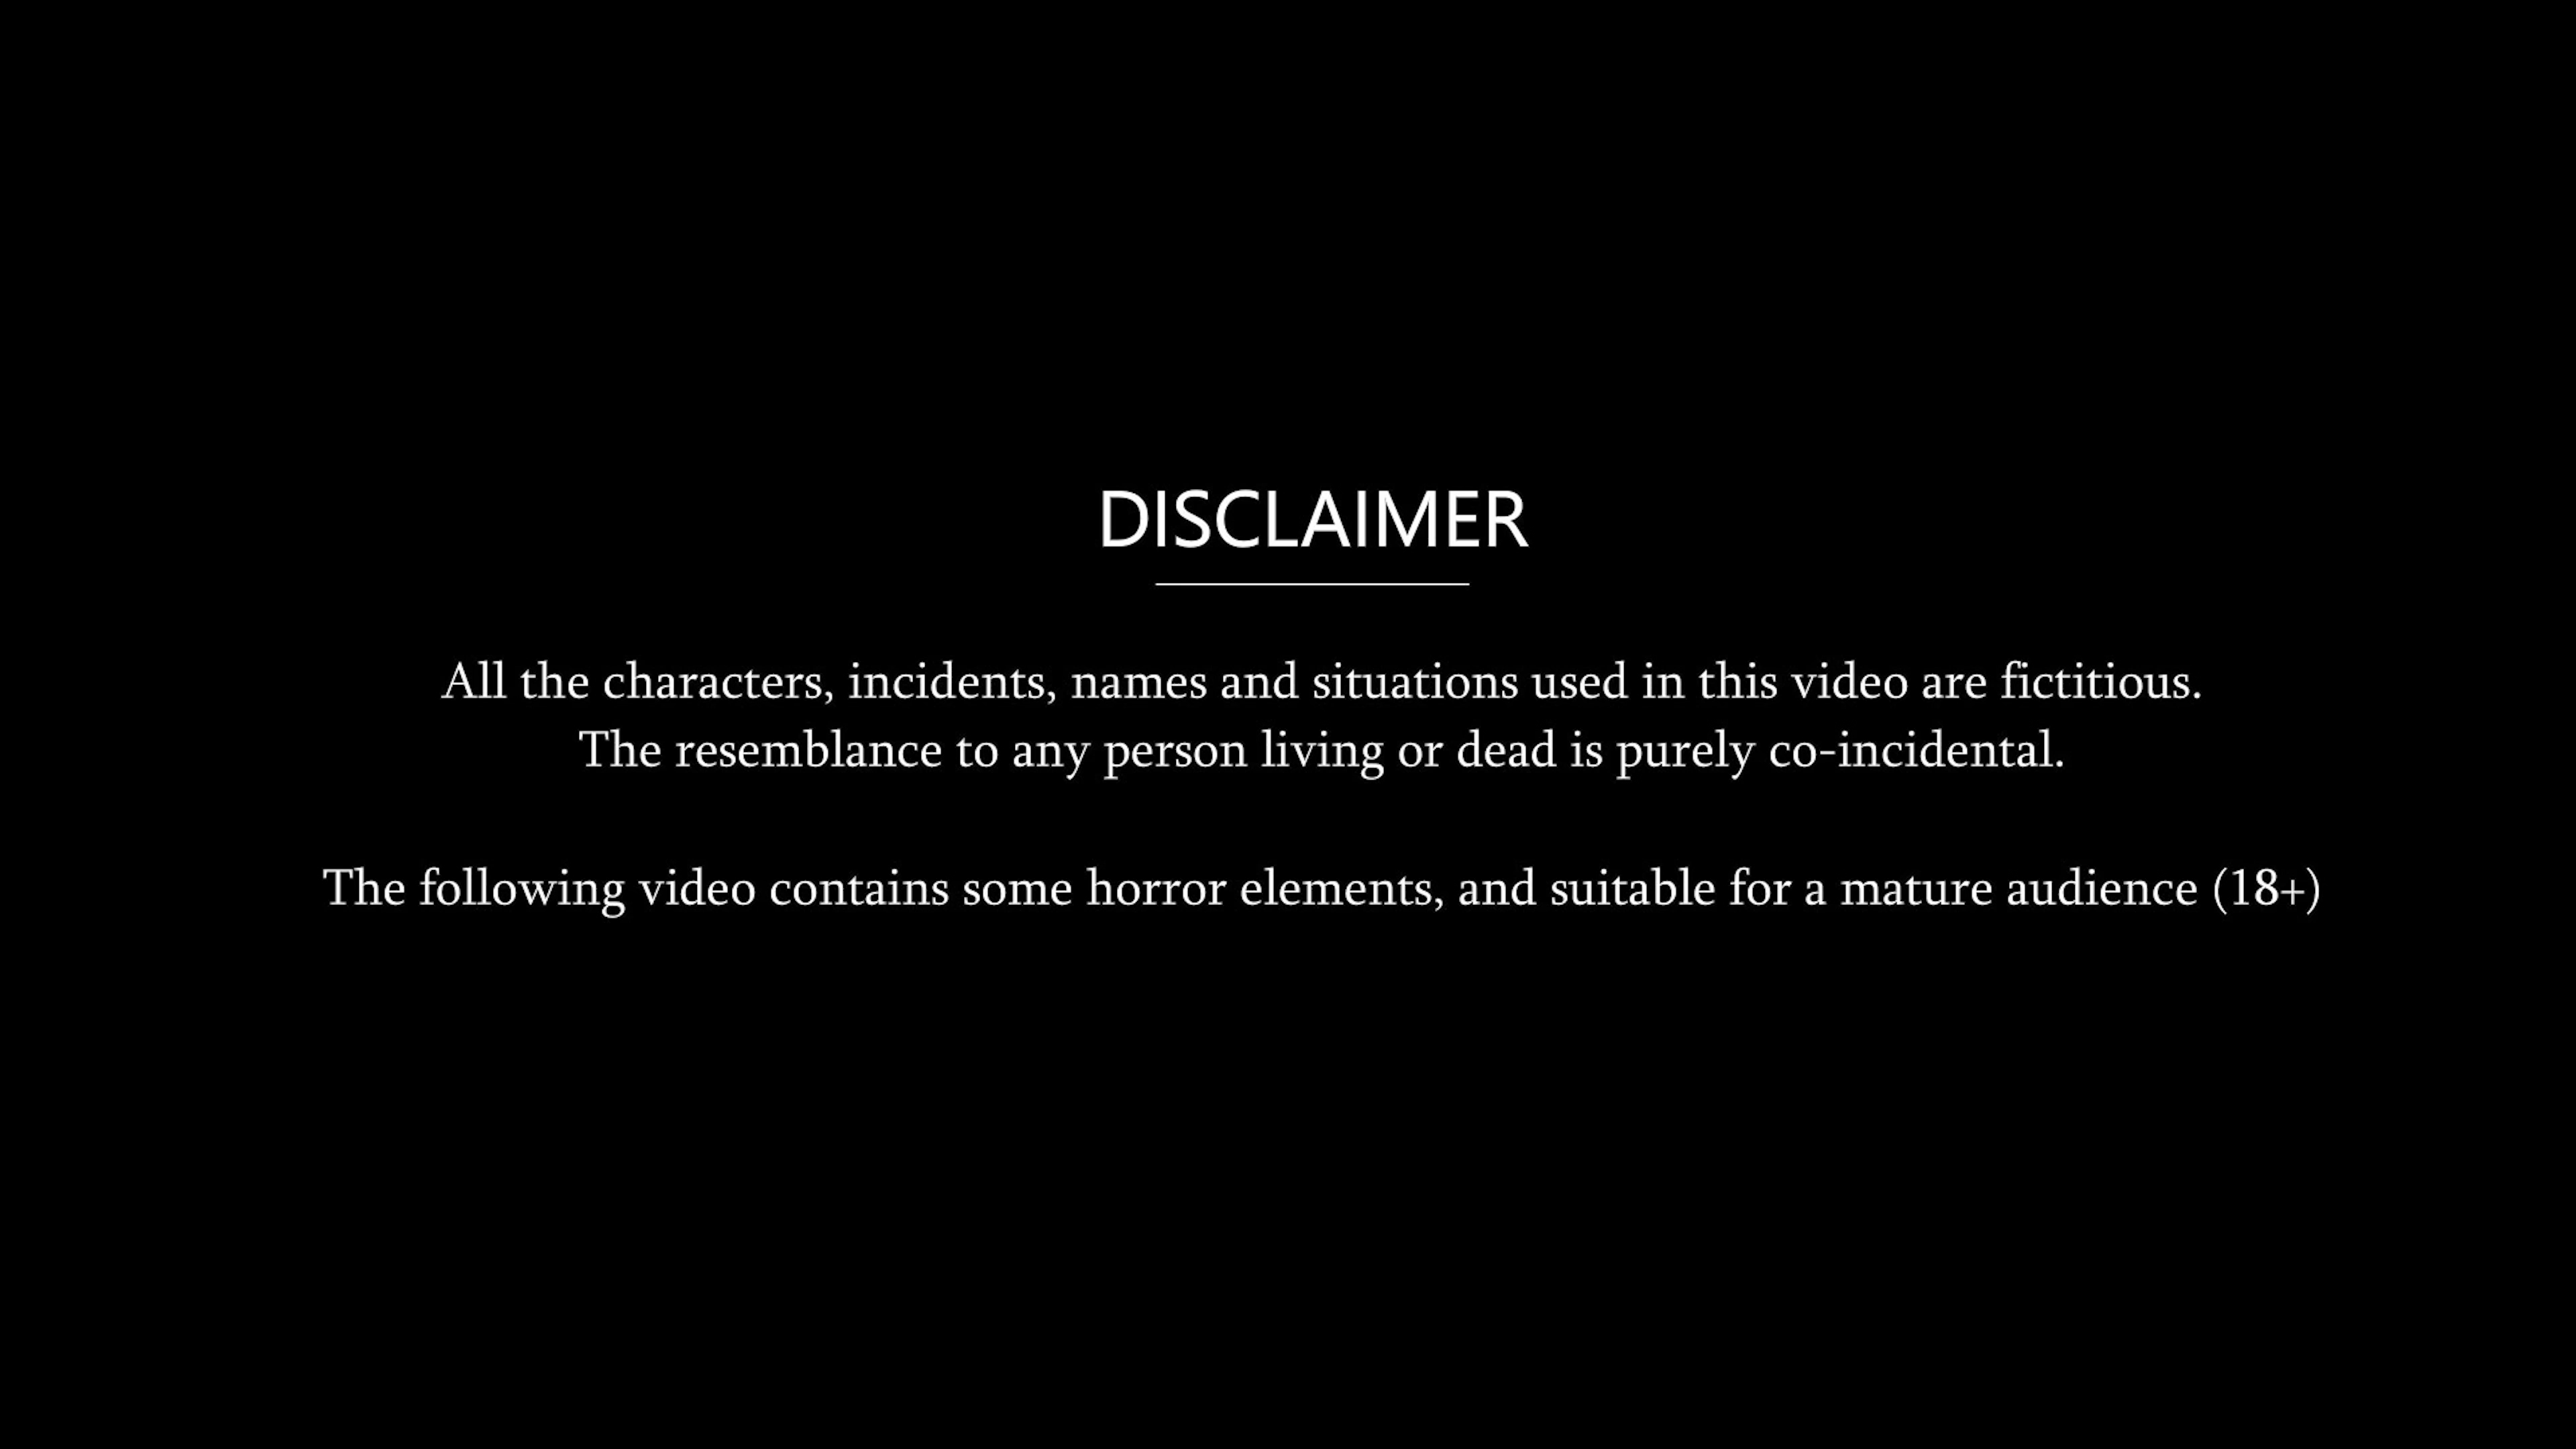 DISCLAIMER
All the characters, incidents, names and situations used in this video are fictitious.
The resemblance to any person living or dead is purely co-incidental.
The following video contains some horror elements, and suitable for a mature audience (18+)